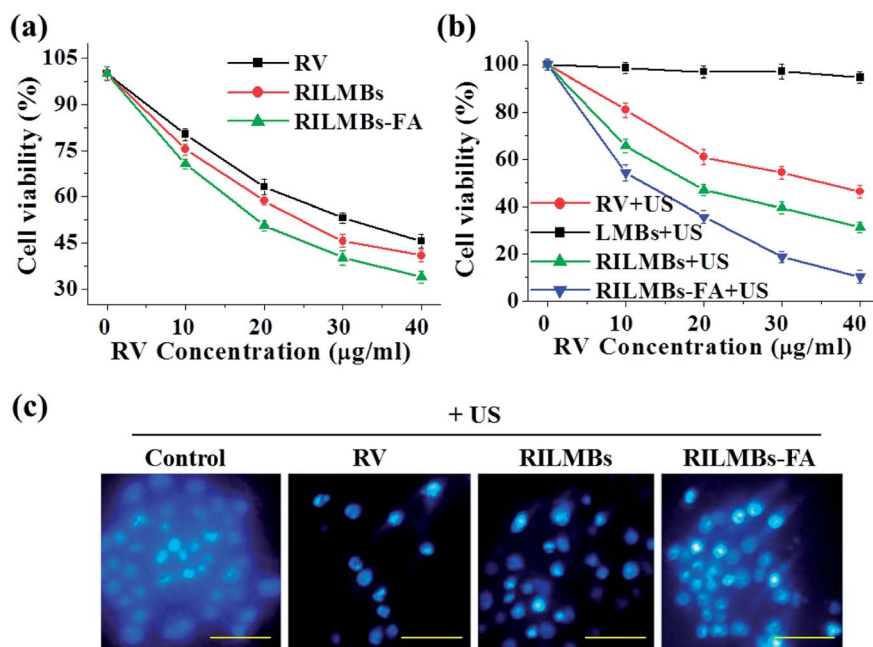 (a)
105
90
75
60
45
30
Cell viability (%)
RV
RILMBs
RILMBs-FA
0 10 20 30 40
RV Concentration (µg/ml)
(b)
100
80
60
40
20
0
Cell viability (%)
RV+US
LMBs+US
RILMBs+US
RILMBs-FA+US
0 10 20 30 40
RV Concentration (µg/ml)
(c)
+ US
Control RV RILMBs RILMBs-FA